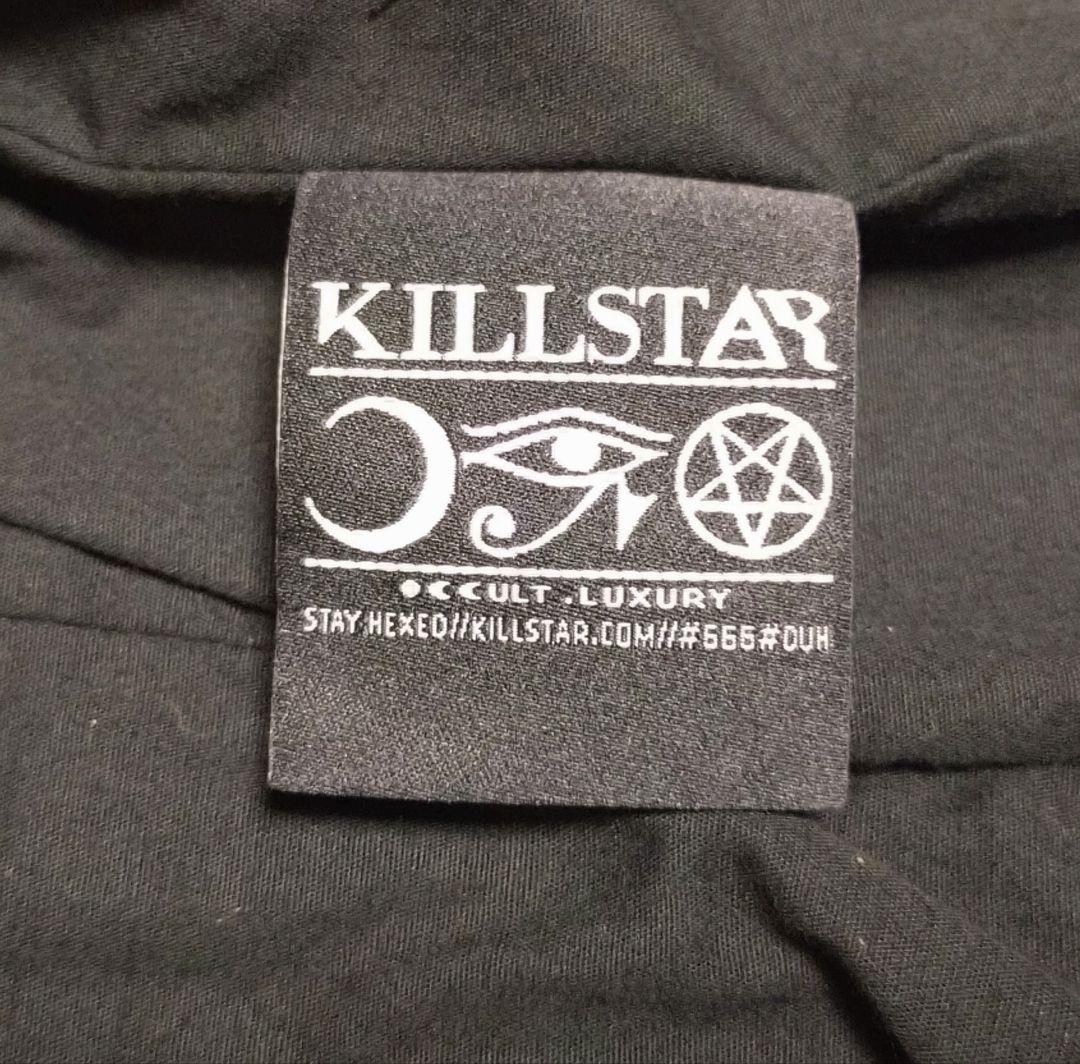 KILLSTAR
OCCULT .LUXURY
STAY HEXED//KILLSTAR.COM//#666#DUH